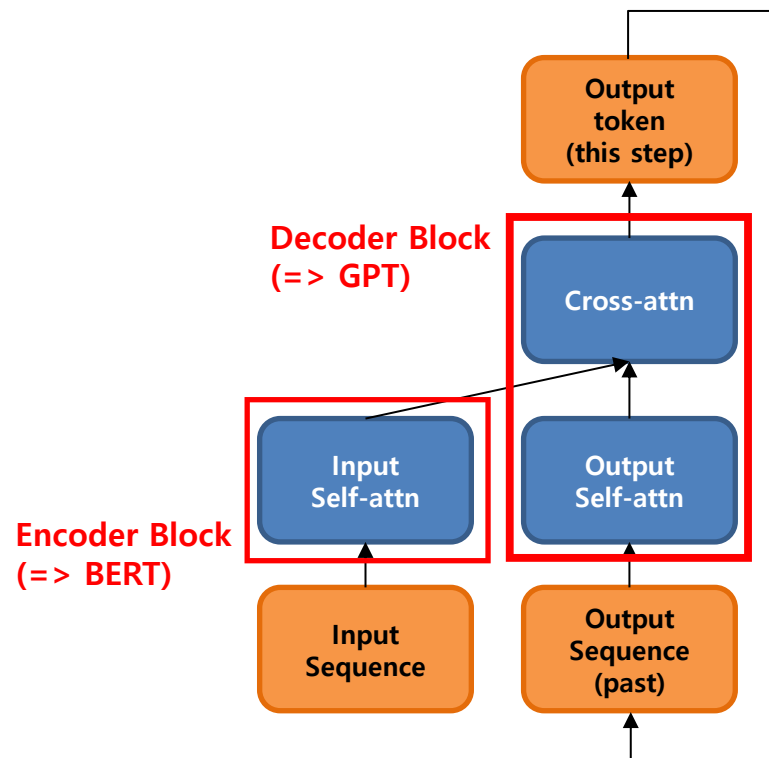 Output
token
(this step)
Decoder Block
(=> GPT)
Cross-attn
Input
Self-attn
Output
Self-attn
Encoder Block
(=> BERT)
Input
Sequence
Output
Sequence
(past)